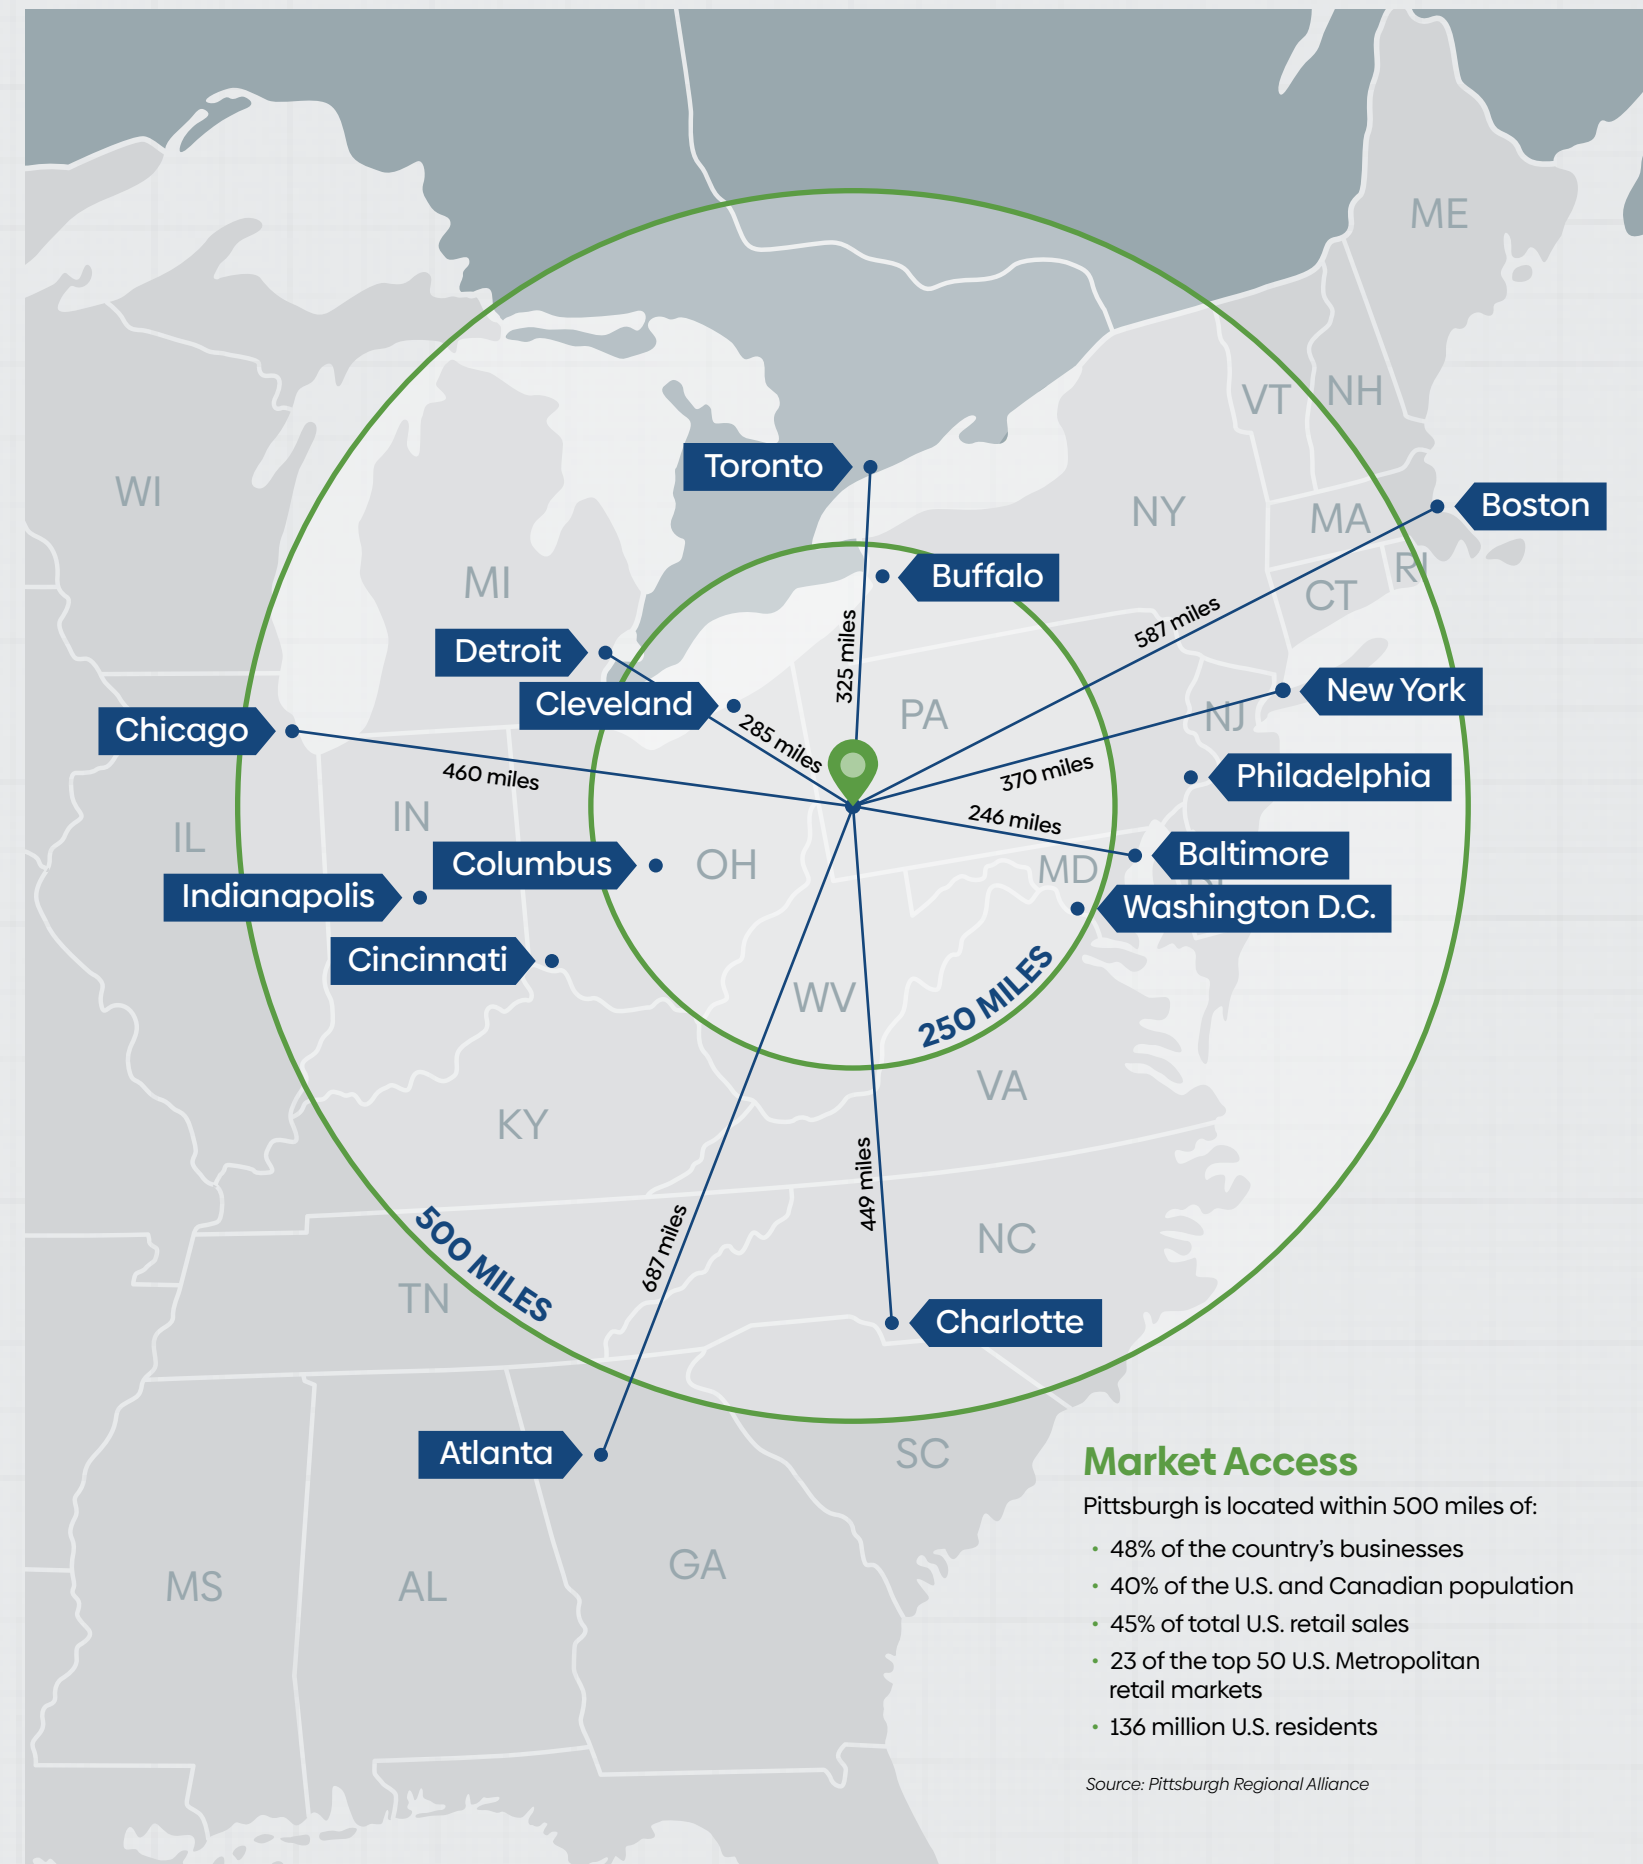 ME
VT
NH
Toronto
WI
NY
MA
Boston
MI
RI
CT
Buffalo
587 miles
Detroit
325 miles
Cleveland
285 miles
PA
New York
NJ
Chicago
460 miles
370 miles
Philadelphia
246 miles
IN
IL
Columbus
OH
MD
Baltimore
Indianapolis
Washington D.C.
Cincinnati
WV
250 MILES
VA
KY
449 miles
687 miles
500 MILES
NC
TN
Charlotte
Atlanta
SC
MS
AL
GA
Market Access
Pittsburgh is located within 500 miles of:
• 48% of the country’s businesses
• 40% of the U.S. and Canadian population
• 45% of total U.S. retail sales
• 23 of the top 50 U.S. Metropolitan
retail markets
• 136 million U.S. residents
Source: Pittsburgh Regional Alliance